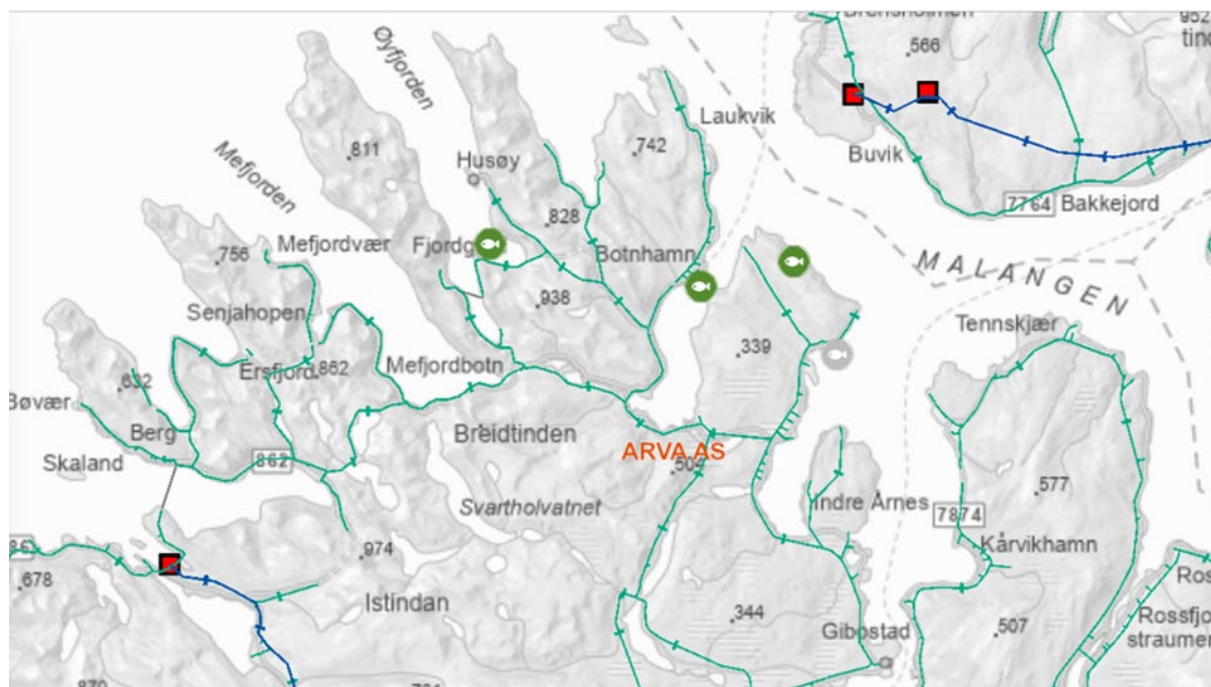 566
Øyfjorden
Laukvik
742
811
Husøy
Buvik
7764
Bakkejord
Mefjorden
828
756
Mefjordvær
Botnhamn
MALANGEN
938
Senjahopen
Tennskjær
339
Ersfjord
862
Mefjordbotn
632
Bøvær
Berg
Breidtinden
ARVA AS
862
Skaland
504
577
Svartholvatnet
Indre Årnes
7874
Kårvikhamn
974
678
Istindan
344
Gibostad
507
straumen